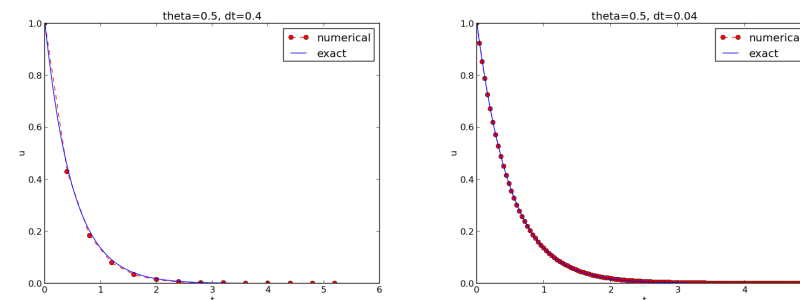 theta=0.5, dt=0.4
1.0
0.8
0.6
0.4
0.2
0.0
u
0 1 2 3 4 5 6
numerical
exact
theta=0.5, dt=0.04
1.0
0.8
0.6
0.4
0.2
0.0
u
0 1 2 3 4
numerical
exact